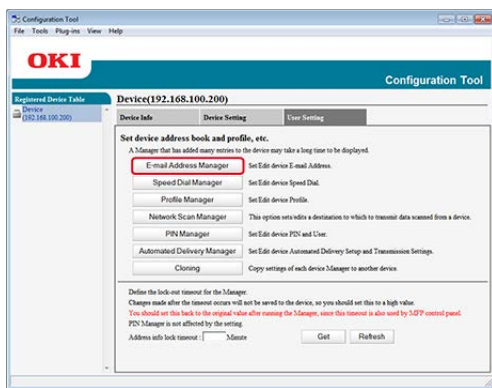 Configuration Tool
File Tools Plug-ins View Help
OKI
Configuration Tool
Registered Device Table
Device
(192.168.100.200)
Device(192.168.100.200)
Device Info Device Setting User Setting
Set device address book and profile, etc.
A Manager that has added many entries to the device may take a long time to be displayed.
E-mail Address Manager Set/Edit device E-mail Address.
Speed Dial Manager Set/Edit device Speed Dial.
Profile Manager Set/Edit device Profile.
Network Scan Manager This option sets/edits a destination to which to transmit data scanned from a device.
PIN Manager Set/Edit device PIN and User.
Automated Delivery Manager Set/Edit device Automated Delivery Setup and Transmission Settings.
Cloning Copy settings of each device Manager to another device.
Define the lock-out timeout for the Manager.
Changes made after the timeout occurs will not be saved to the device, so you should set this to a high value.
You should set this back to the original value after running the Manager, since this timeout is also used by MFP control panel.
PIN Manager is not affected by the setting.
Address info lock timeout : Minute Get Refresh